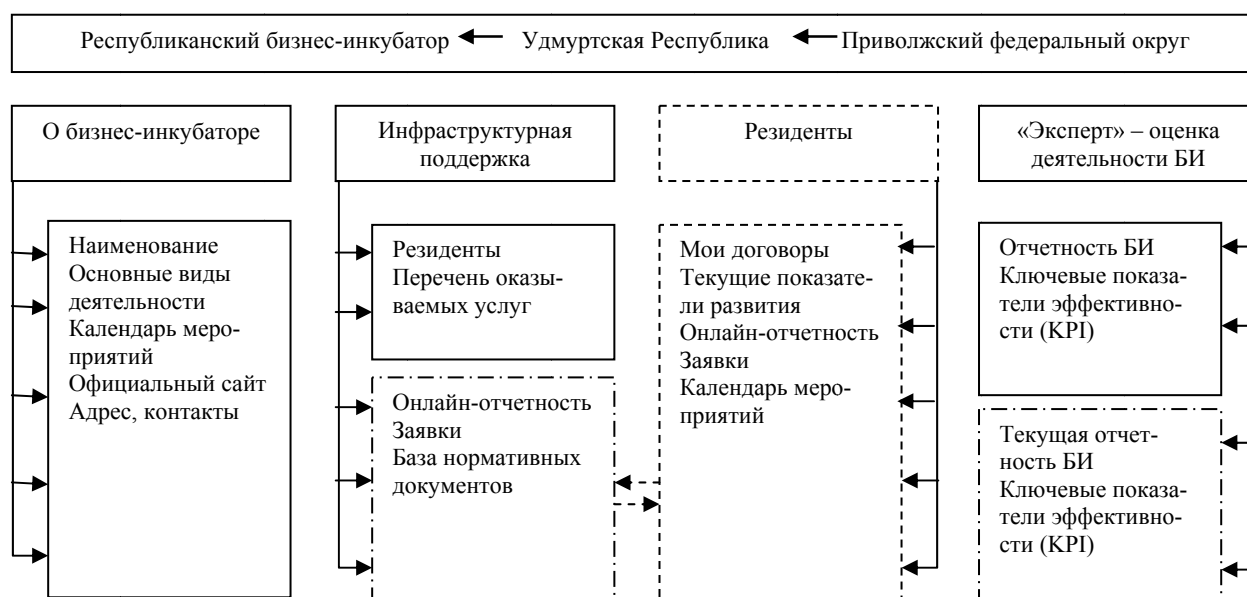 Республиканский бизнес-инкубатор Удмуртская Республика Приволжский федеральный округ
О бизнес-инкубаторе
Наименование
Основные виды
деятельности
Календарь меро-
приятий
Официальный сайт
Адрес, контакты
Инфраструктурная
поддержка
Резиденты
Перечень оказы-
ваемых услуг
Онлайн-отчетность
Заявки
База нормативных
документов
Резиденты
Мои договоры
Текущие показате-
ли развития
Онлайн-отчетность
Заявки
Календарь меро-
приятий
«Эксперт» – оценка
деятельности БИ
Отчетность БИ
Ключевые показа-
тели эффективно-
сти (KPI)
Текущая отчет-
ность БИ
Ключевые показа-
тели эффективно-
сти (KPI)